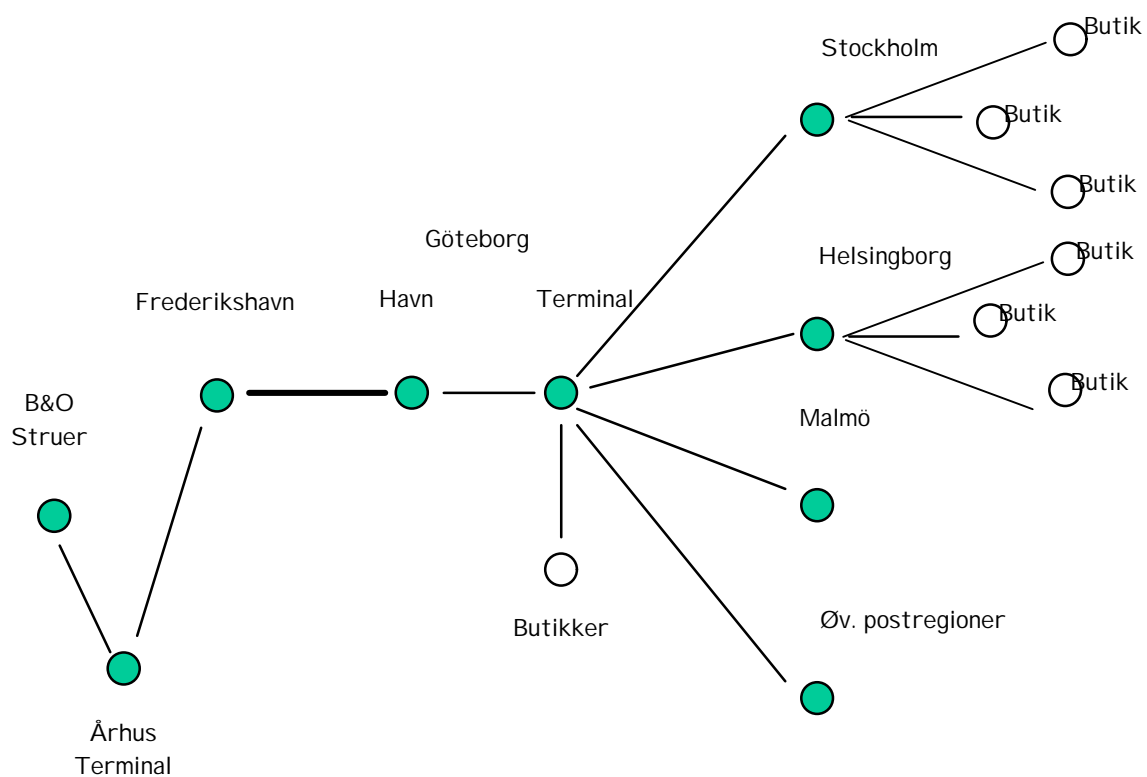 Butik
Stockholm
Butik
Butik
Göteborg
Butik
Helsingborg
Frederikshavn
Havn
Terminal
Butik
B&O
Struer
Butik
Malmö
Butikker
Øv. postregioner
Århus
Terminal